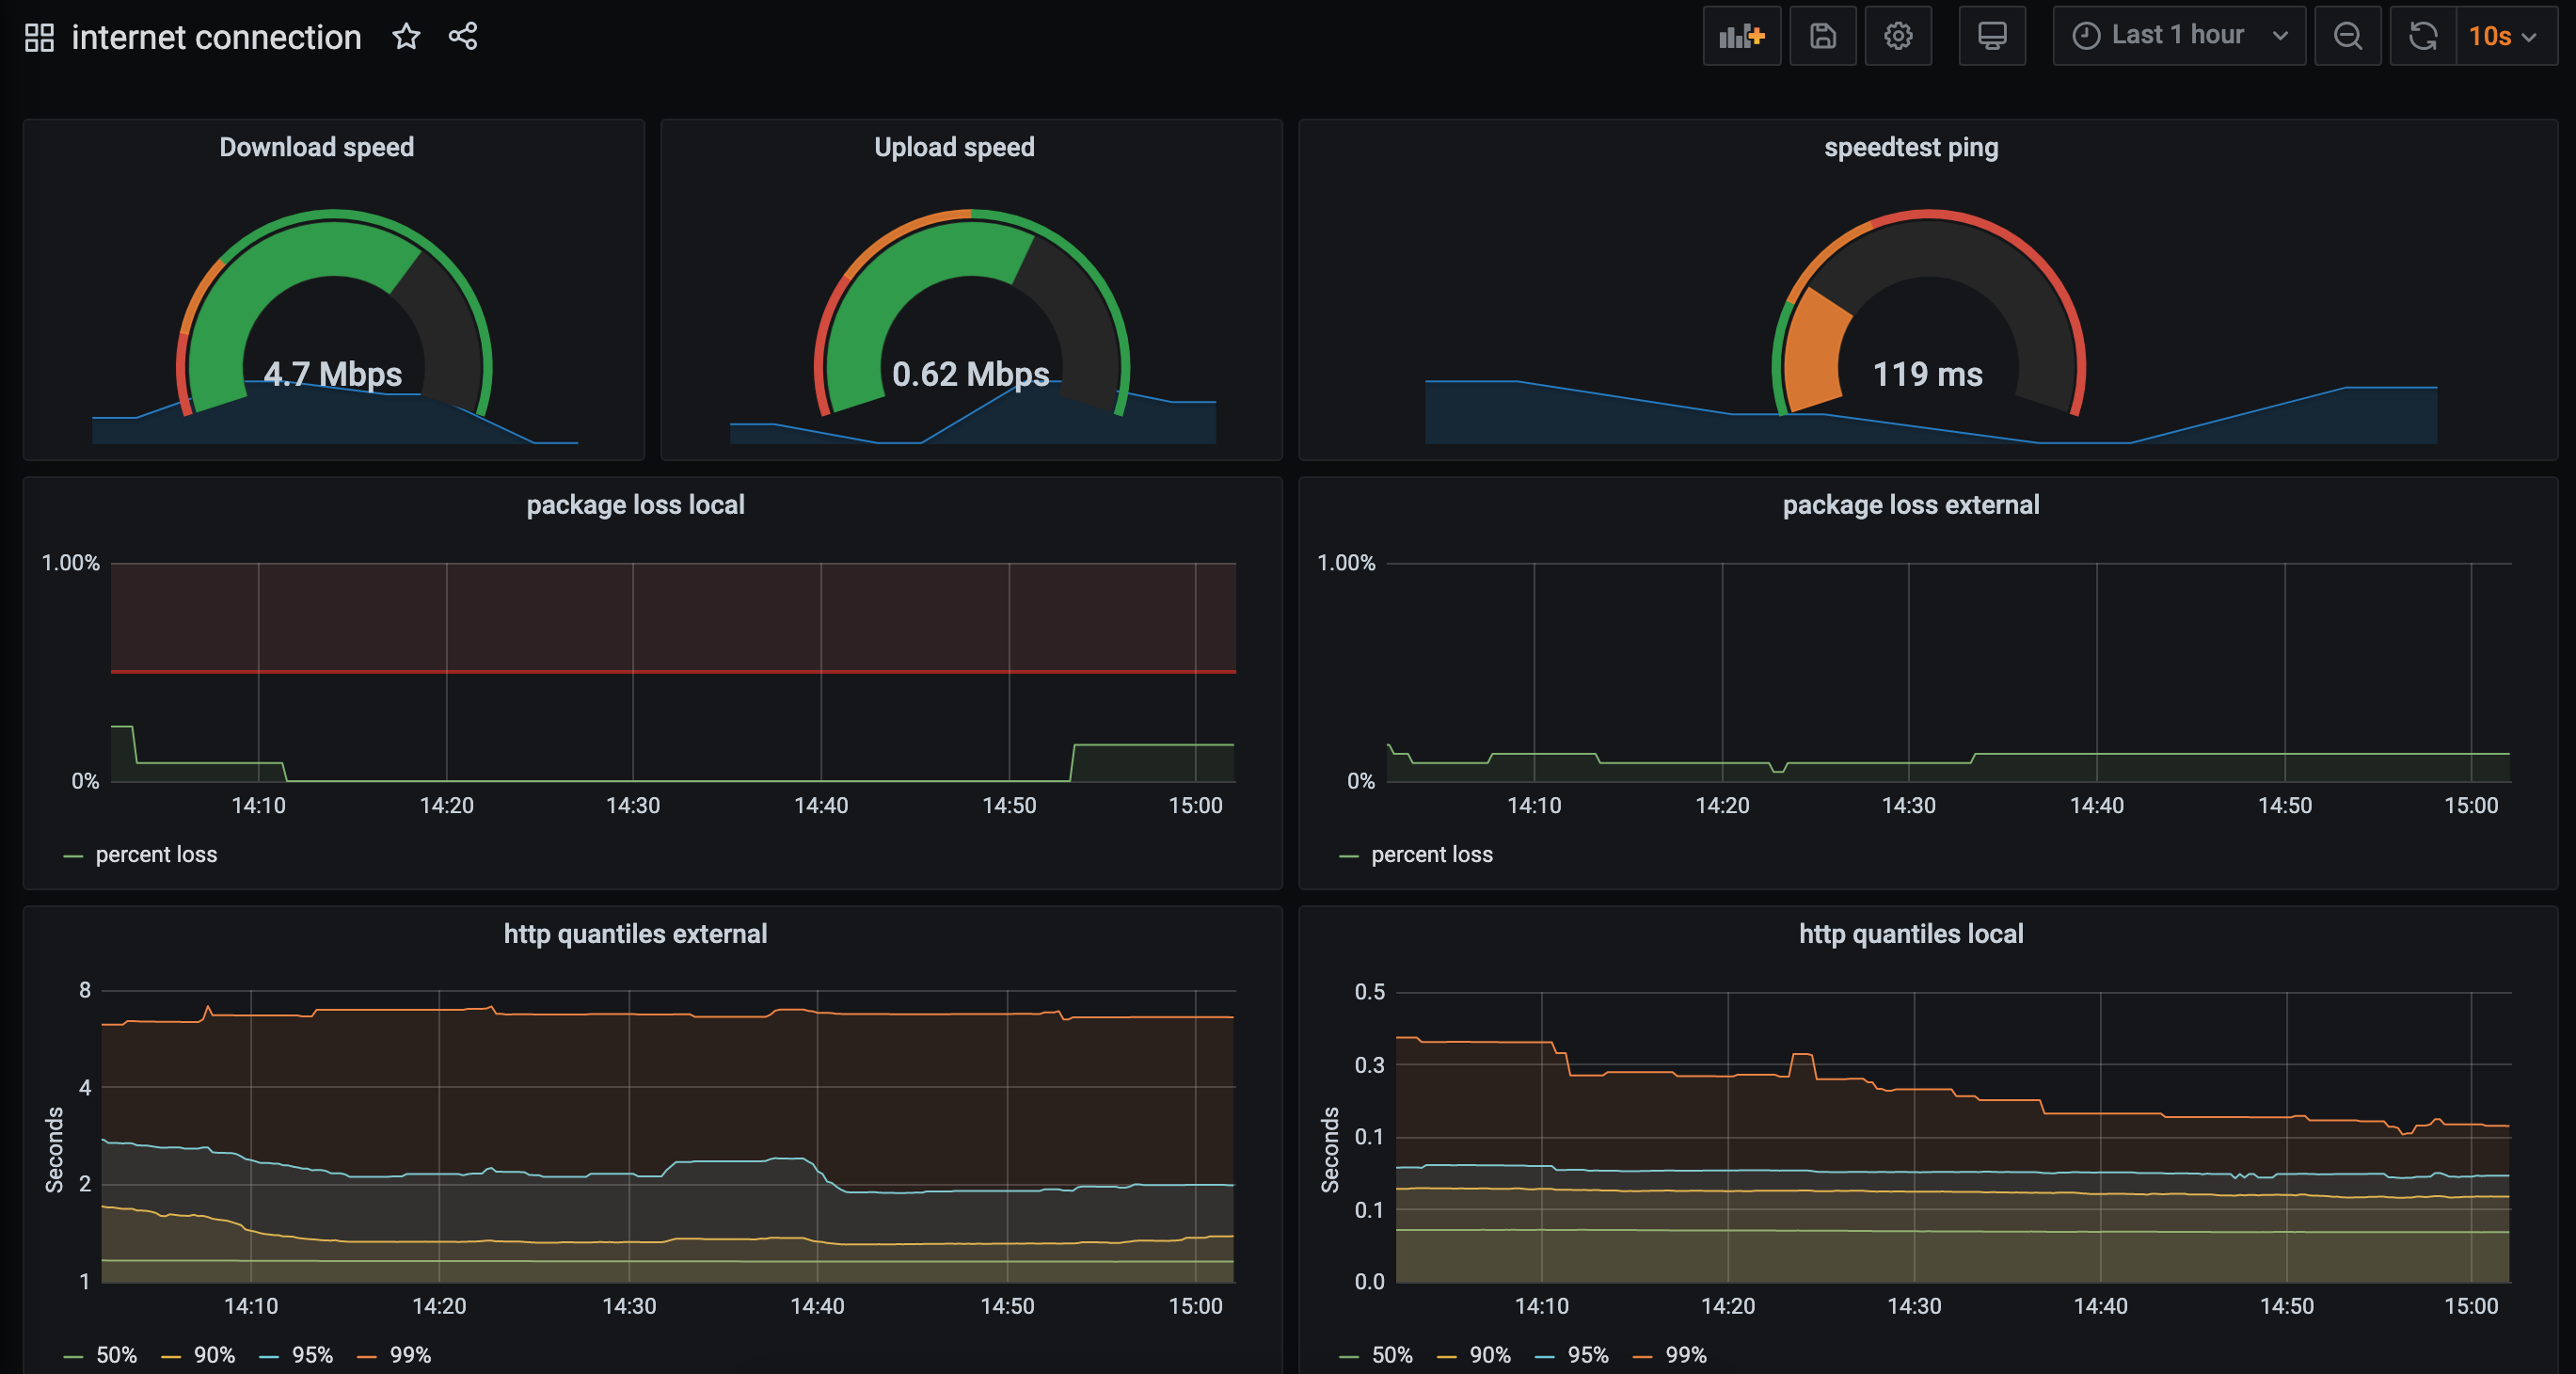 internet connection
Last 1 hour
10s
Download speed
Upload speed
speedtest ping
4.7 Mbps
0.62 Mbps
119 ms
package loss local
1.00%
0%
14:10 14:20 14:30 14:40 14:50 15:00
percent loss
package loss external
1.00%
0%
14:10 14:20 14:30 14:40 14:50 15:00
percent loss
http quantiles external
Seconds
8
4
2
1
14:10 14:20 14:30 14:40 14:50 15:00
50% 90% 95% 99%
http quantiles local
Seconds
0.5
0.3
0.1
0.1
0.0
14:10 14:20 14:30 14:40 14:50 15:00
50% 90% 95% 99%